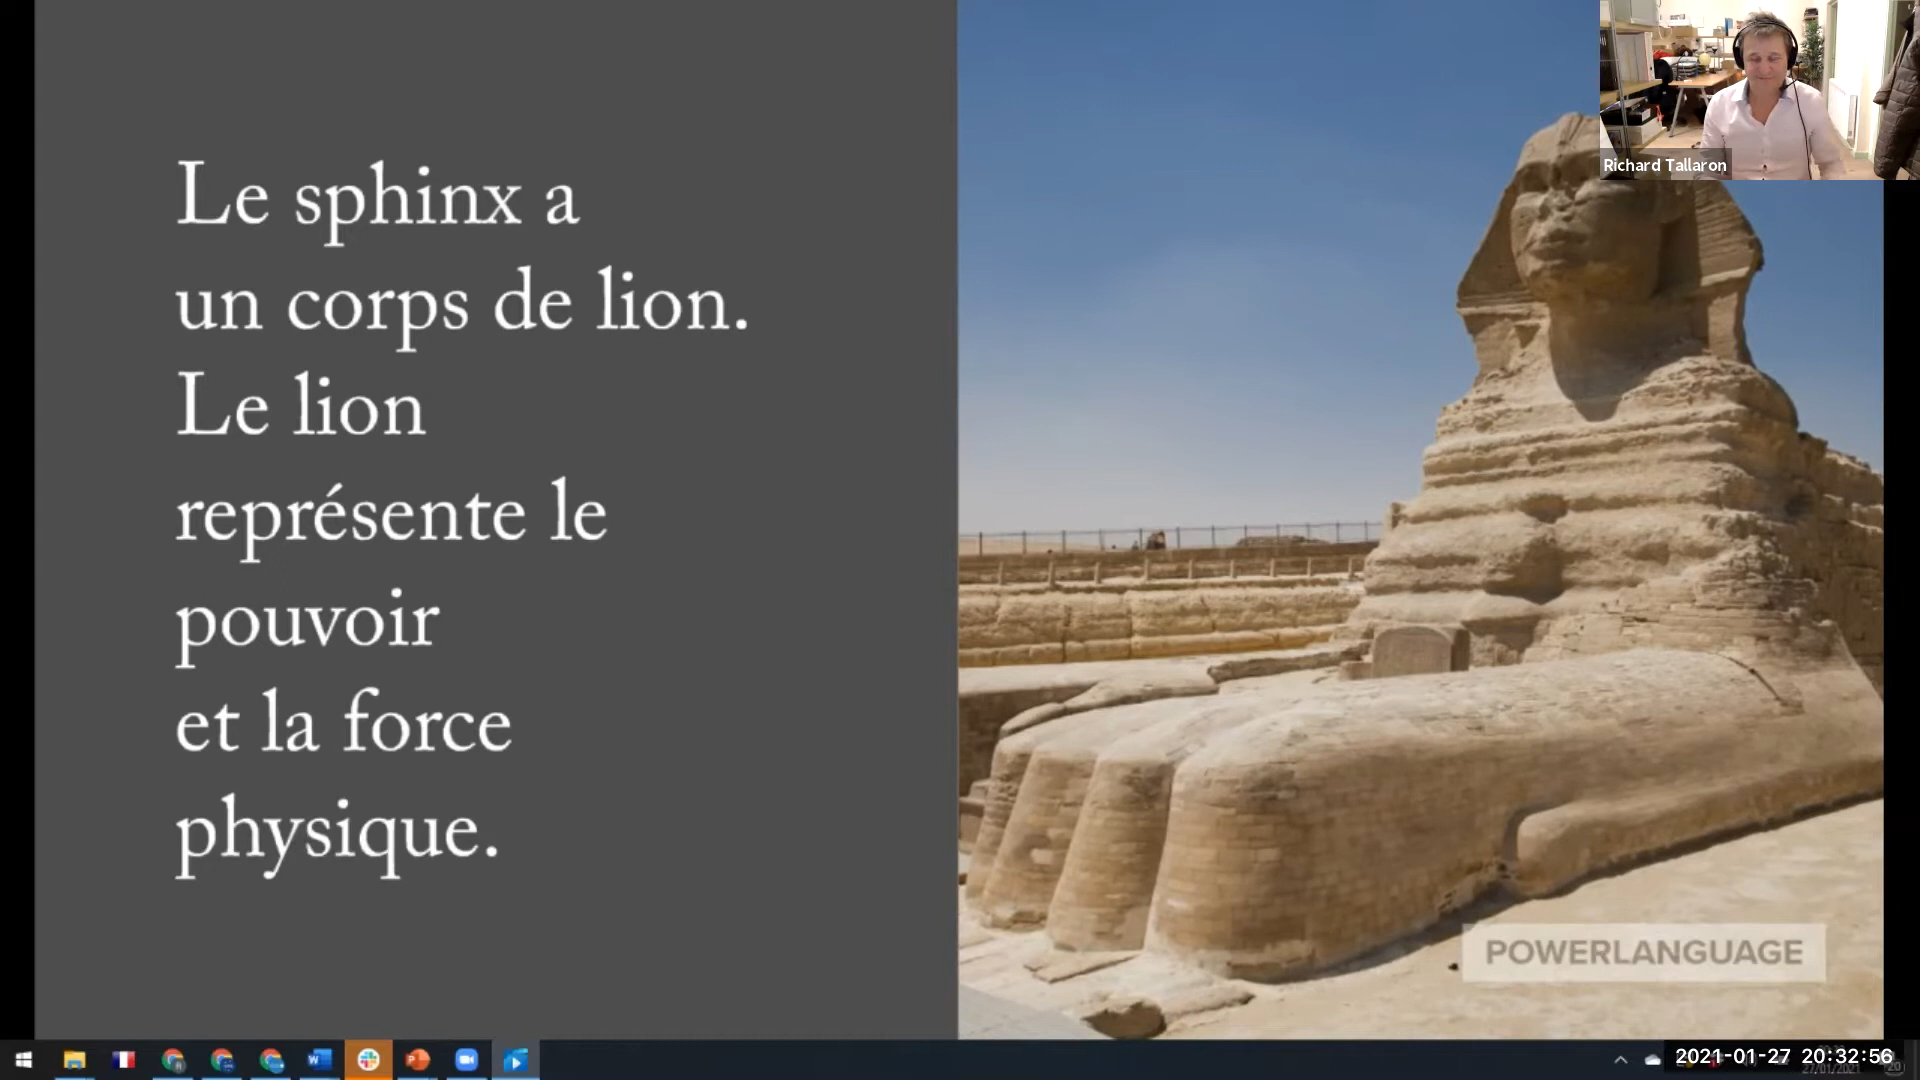 Le sphinx a
un corps de lion.
Le lion
représente le
pouvoir
et la force
physique.
Richard Tallaron
POWERLANGUAGE
2021-01-27 20:32:56